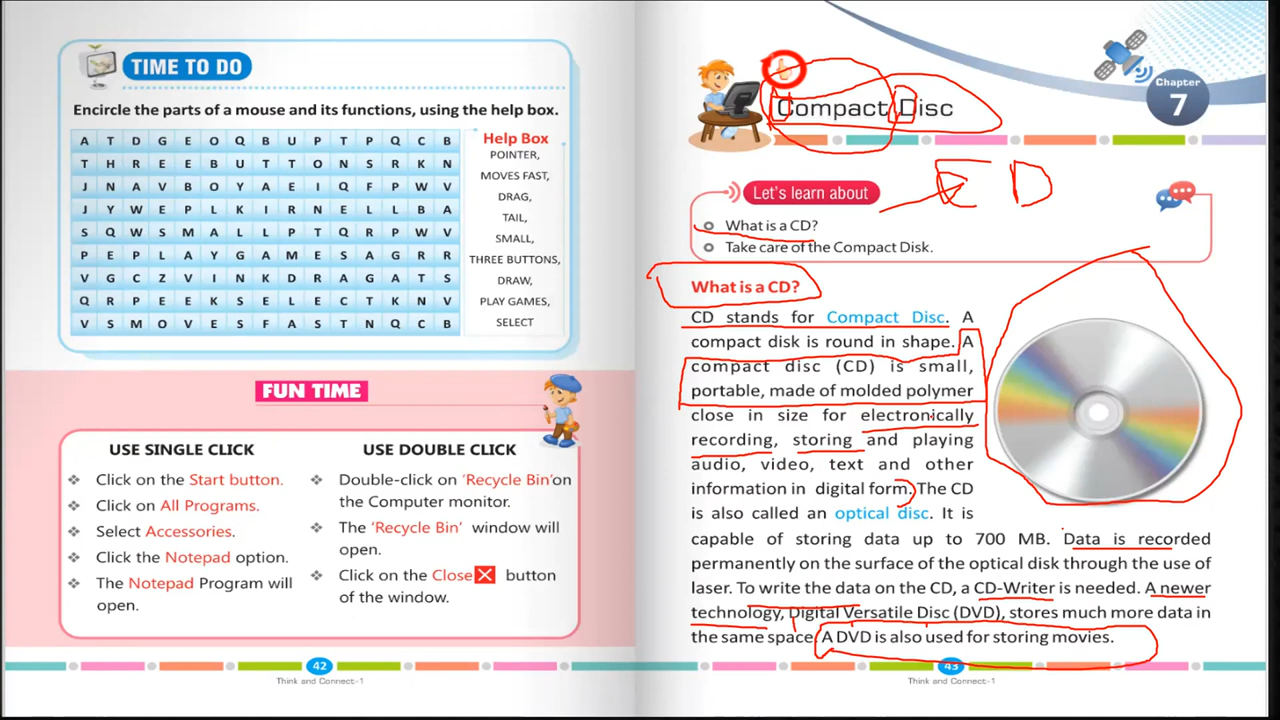 TIME TO DO
Encircle the parts of a mouse and its functions, using the help box.
A T D G E O Q B U P T P Q C B
T H R E E B U T T O N S R K N
J N A V B O Y A E I Q F P W V
J Y W E P L K I R N E L L B A
S Q W S M A L L P T Q R P W V
P E P L A Y G A M E S A G R R
V G C Z V I N K D R A G A T S
Q R P E E K S E L E C T K N V
V S M O V E S F A S T N Q C B
Help Box
POINTER,
MOVES FAST,
DRAG,
TAIL,
SMALL,
THREE BUTTONS,
DRAW,
PLAY GAMES,
SELECT
FUN TIME
USE SINGLE CLICK
❖ Click on the Start button.
❖ Click on All Programs.
❖ Select Accessories.
❖ Click the Notepad option.
❖ The Notepad Program will
open.
USE DOUBLE CLICK
❖ Double-click on 'Recycle Bin'on
the Computer monitor.
❖ The 'Recycle Bin' window will
open.
❖ Click on the Close X button
of the window.
42
Think and Connect-1
Chapter
7
Compact Disc
C D
Let's learn about
What is a CD?
Take care of the Compact Disk.
What is a CD?
CD stands for Compact Disc. A
compact disk is round in shape. A
compact disc (CD) is small,
portable, made of molded polymer
close in size for electronically
recording, storing and playing
audio, video, text and other
information in digital form. The CD
is also called an optical disc. It is
capable of storing data up to 700 MB. Data is recorded
permanently on the surface of the optical disk through the use of
laser. To write the data on the CD, a CD-Writer is needed. A newer
technology, Digital Versatile Disc (DVD), stores much more data in
the same space. A DVD is also used for storing movies.
43
Think and Connect-1